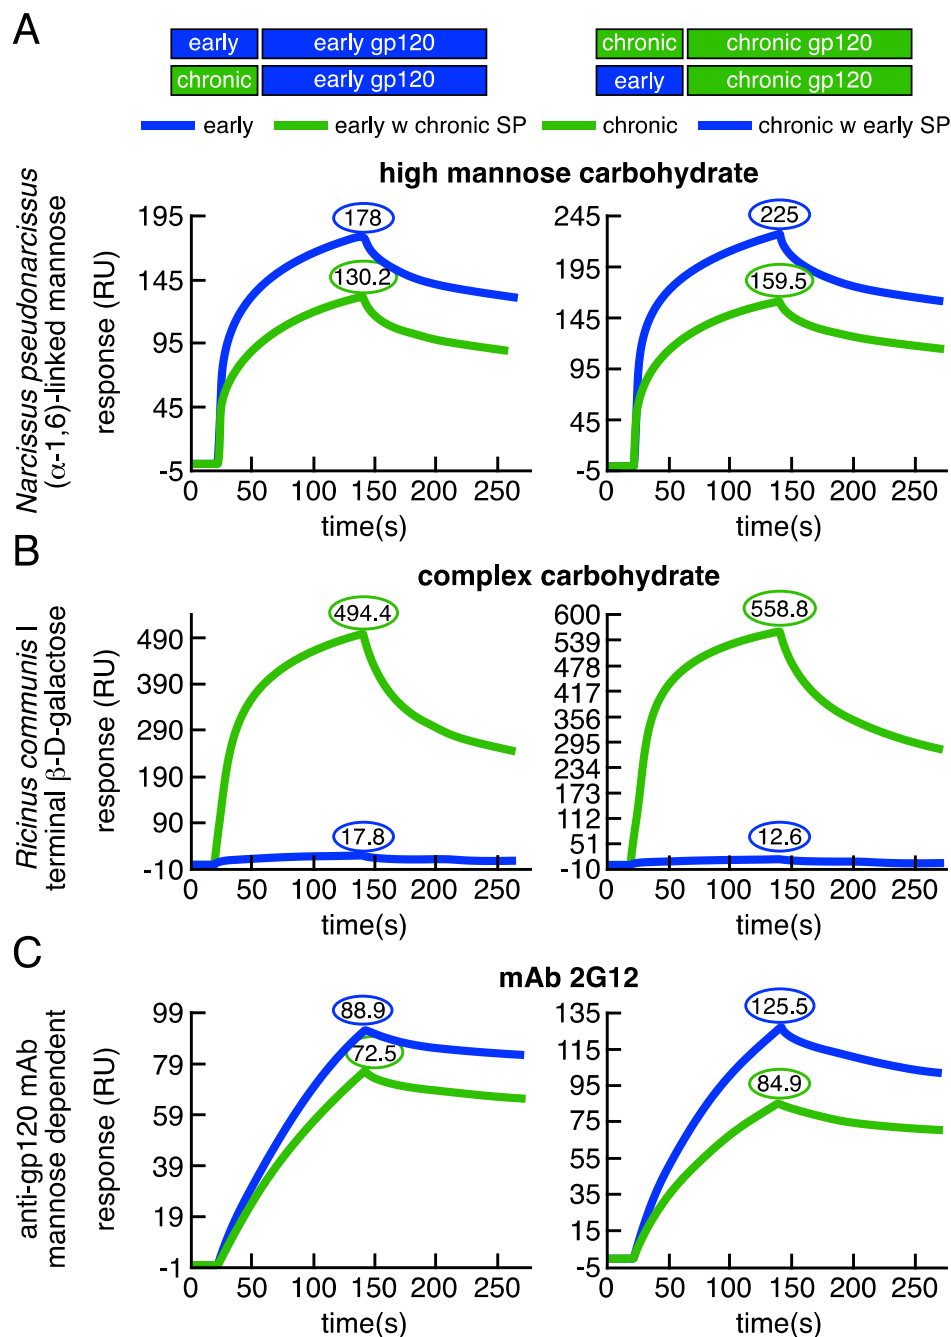 A
early early gp120
chronic early gp120
chronic chronic gp120
early chronic gp120
early early w chronic SP chronic chronic w early SP
high mannose carbohydrate
Narcissus pseudonarcissus
(α-1,6)-linked mannose
response (RU)
195
145
95
45
-5
178
130.2
0 50 100 150 200 250
time(s)
245
195
145
95
45
-5
225
159.5
0 50 100 150 200 250
time(s)
B
complex carbohydrate
Ricinus communis I
terminal β-D-galactose
response (RU)
490
390
290
190
90
-10
494.4
17.8
0 50 100 150 200 250
time(s)
600
539
478
417
356
295
234
173
112
51
-10
558.8
12.6
0 50 100 150 200 250
time(s)
C
mAb 2G12
anti-gp120 mAb
mannose dependent
response (RU)
99
79
59
39
19
-1
88.9
72.5
0 50 100 150 200 250
time(s)
135
115
95
75
55
35
15
-5
125.5
84.9
0 50 100 150 200 250
time(s)